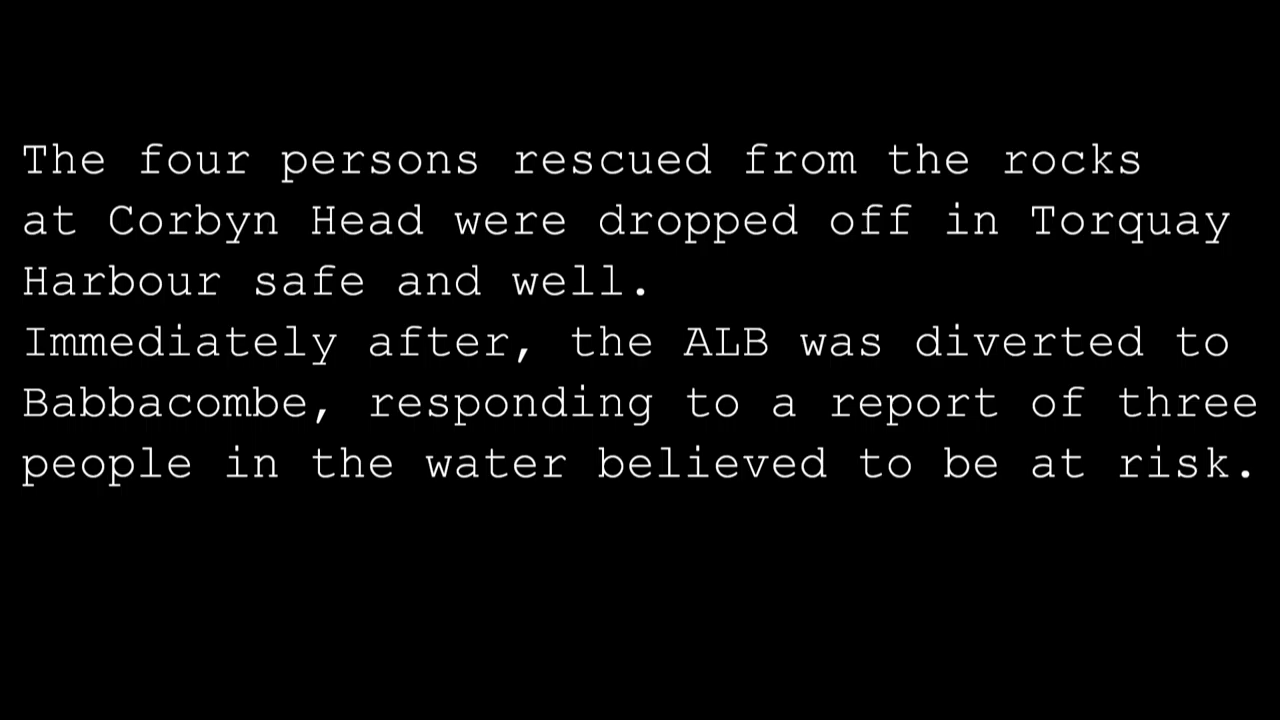 The four persons rescued from the rocks
at Corbyn Head were dropped off in Torquay
Harbour safe and well.
Immediately after, the ALB was diverted to
Babbacombe, responding to a report of three
people in the water believed to be at risk.